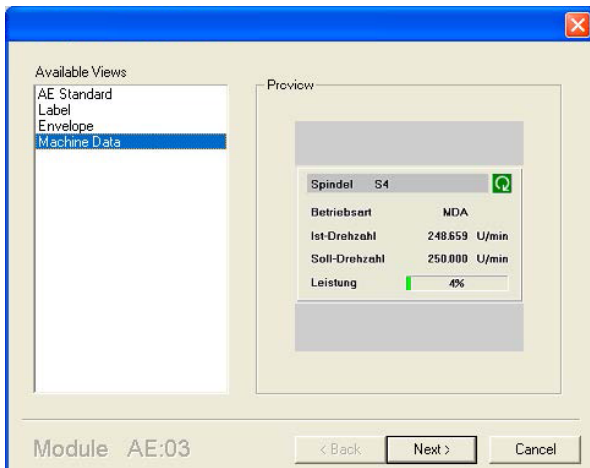 Available Views
AE Standard
Label
Envelope
Machine Data
Preview
Spindel S4
Betriebsart MDA
Ist-Drehzahl 248.659 U/min
Soll-Drehzahl 250.000 U/min
Leistung 4%
Module AE:03
< Back Next > Cancel